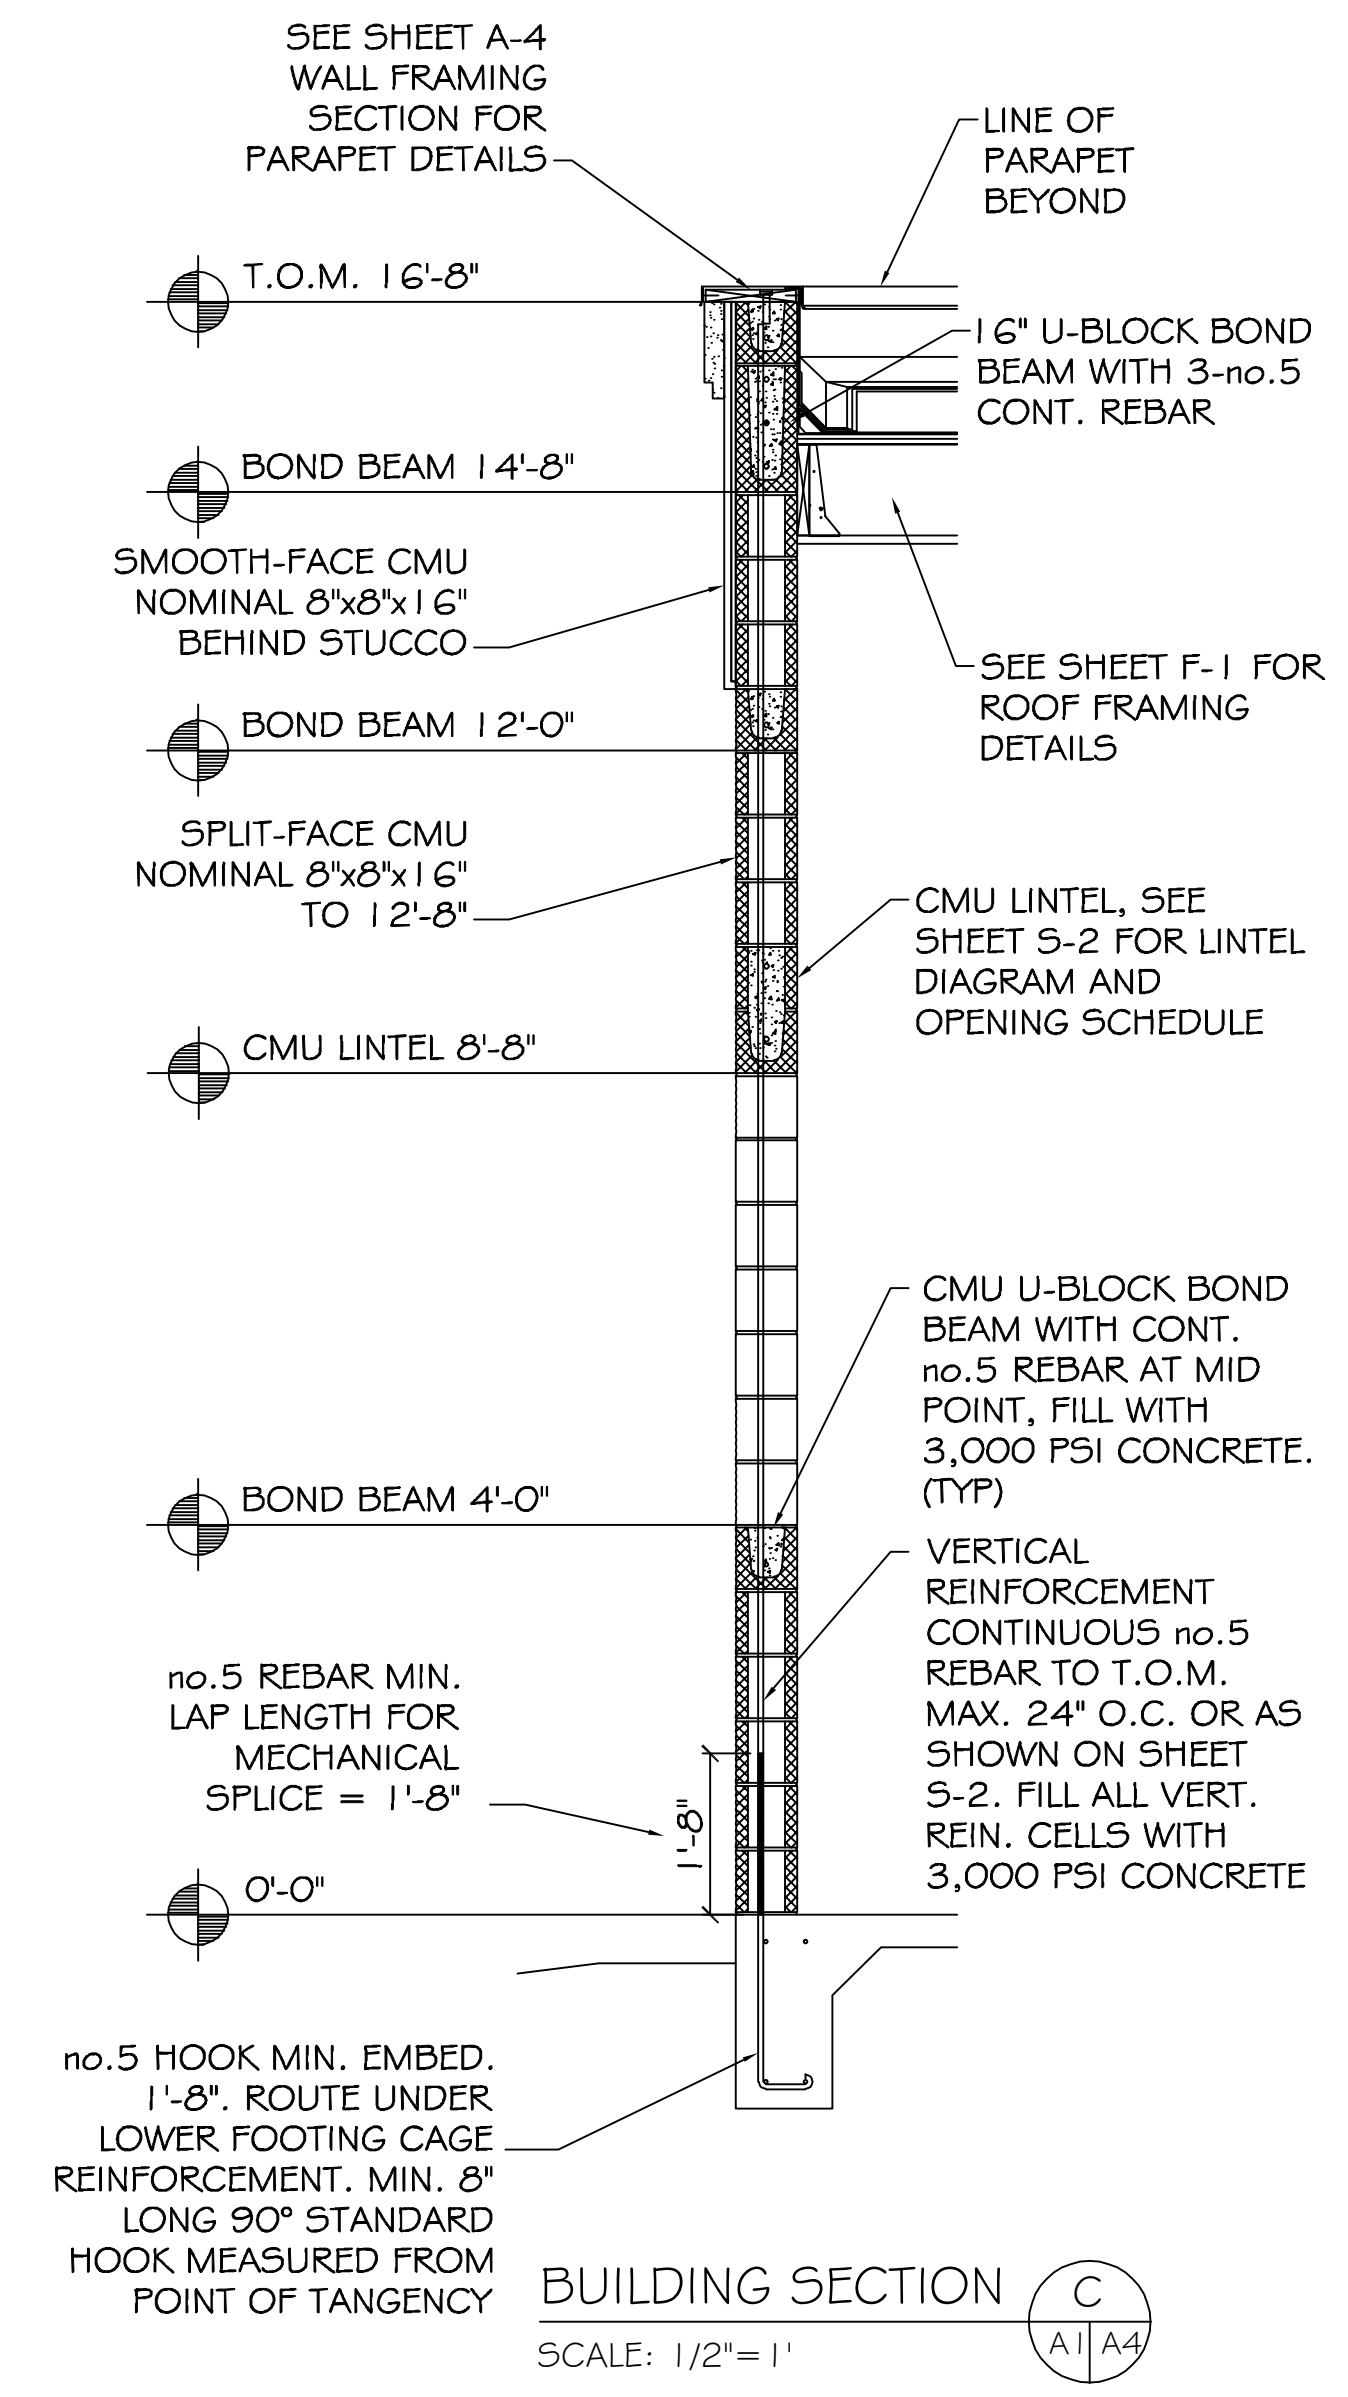 SEE SHEET A-4
WALL FRAMING
SECTION FOR
PARAPET DETAILS
LINE OF
PARAPET
BEYOND
T.O.M. 16'-8"
16" U-BLOCK BOND
BEAM WITH 3-no.5
CONT. REBAR
BOND BEAM 14'-8"
SMOOTH-FACE CMU
NOMINAL 8"x8"x16"
BEHIND STUCCO
SEE SHEET F-1 FOR
ROOF FRAMING
DETAILS
BOND BEAM 12'-0"
SPLIT-FACE CMU
NOMINAL 8"x8"x16"
TO 12'-8"
CMU LINTEL, SEE
SHEET S-2 FOR LINTEL
DIAGRAM AND
OPENING SCHEDULE
CMU LINTEL 8'-8"
CMU U-BLOCK BOND
BEAM WITH CONT.
no.5 REBAR AT MID
POINT, FILL WITH
3,000 PSI CONCRETE.
(TYP)
BOND BEAM 4'-0"
VERTICAL
REINFORCEMENT
CONTINUOUS no.5
REBAR TO T.O.M.
MAX. 24" O.C. OR AS
SHOWN ON SHEET
S-2. FILL ALL VERT.
REIN. CELLS WITH
3,000 PSI CONCRETE
no.5 REBAR MIN.
LAP LENGTH FOR
MECHANICAL
SPLICE = 1'-8"
1'-8"
0'-0"
no.5 HOOK MIN. EMBED.
1'-8". ROUTE UNDER
LOWER FOOTING CAGE
REINFORCEMENT. MIN. 8"
LONG 90° STANDARD
HOOK MEASURED FROM
POINT OF TANGENCY
BUILDING SECTION
SCALE: 1/2"=1'
C
A1 A4